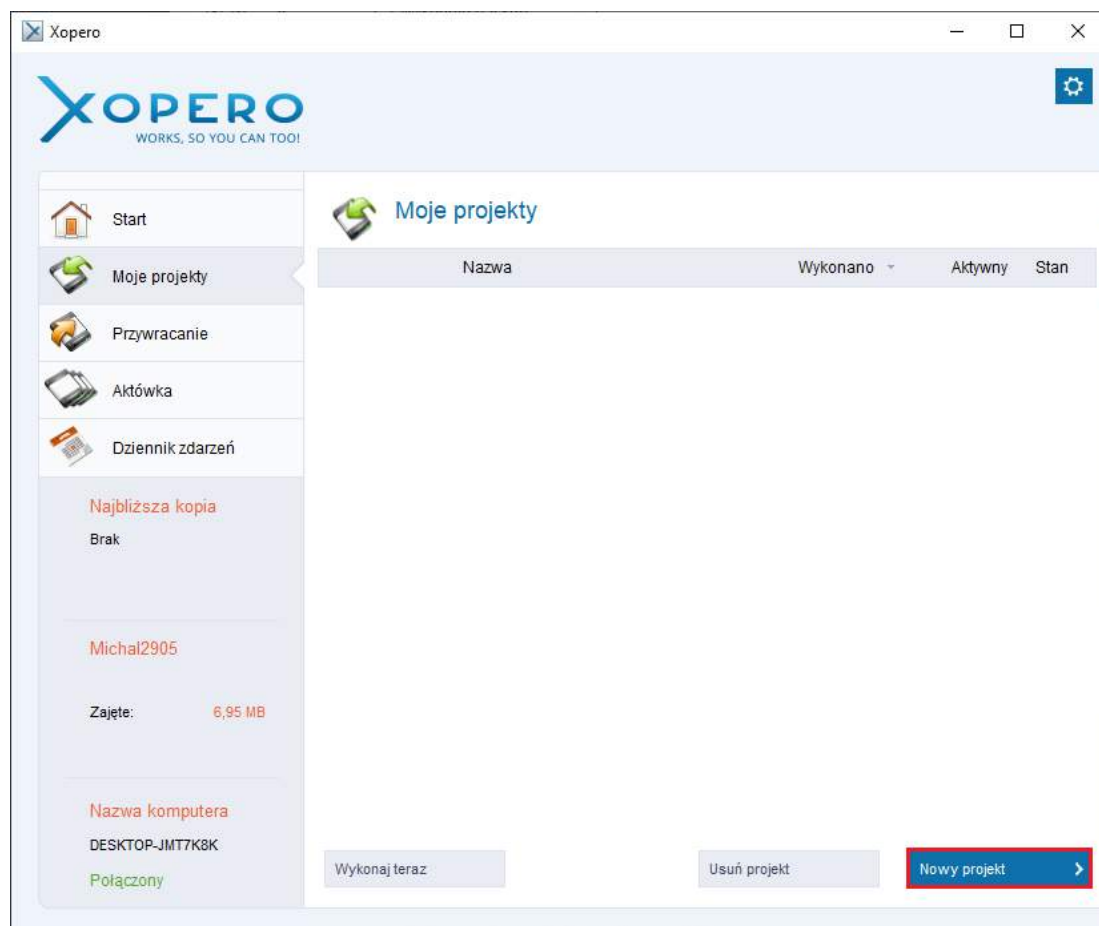 Xopero
XOPERO
WORKS, SO YOU CAN TOO!
Start
Moje projekty
Przywracanie
Aktówka
Dziennik zdarzeń
Najbliższa kopia
Brak
Michal2905
Zajęte: 6,95 MB
Nazwa komputera
DESKTOP-JMT7K8K
Połączony
Moje projekty
Nazwa Wykonano Aktywny Stan
Wykonaj teraz Usuń projekt Nowy projekt